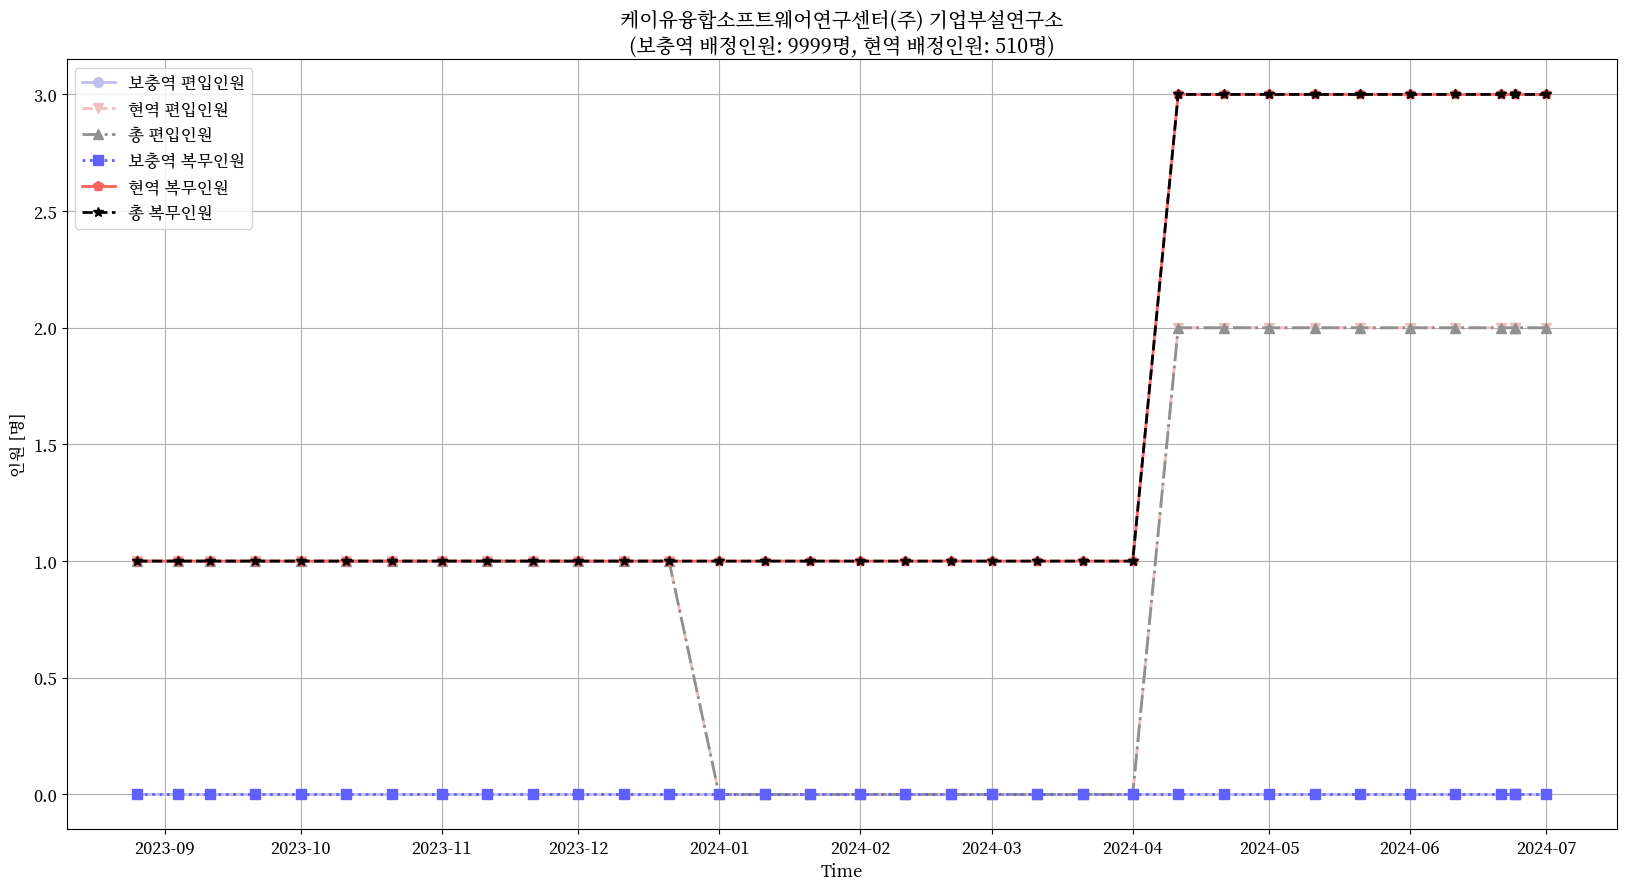 케이유융합소프트웨어연구센터(주) 기업부설연구소
(보충역 배정인원: 9999명, 현역 배정인원: 510명)
보충역 편입인원
현역 편입인원
총 편입인원
보충역 복무인원
현역 복무인원
총 복무인원
3.0
2.5
2.0
1.5
1.0
0.5
0.0
인원 [명]
2023-09
2023-10
2023-11
2023-12
2024-01
2024-02
2024-03
2024-04
2024-05
2024-06
2024-07
Time